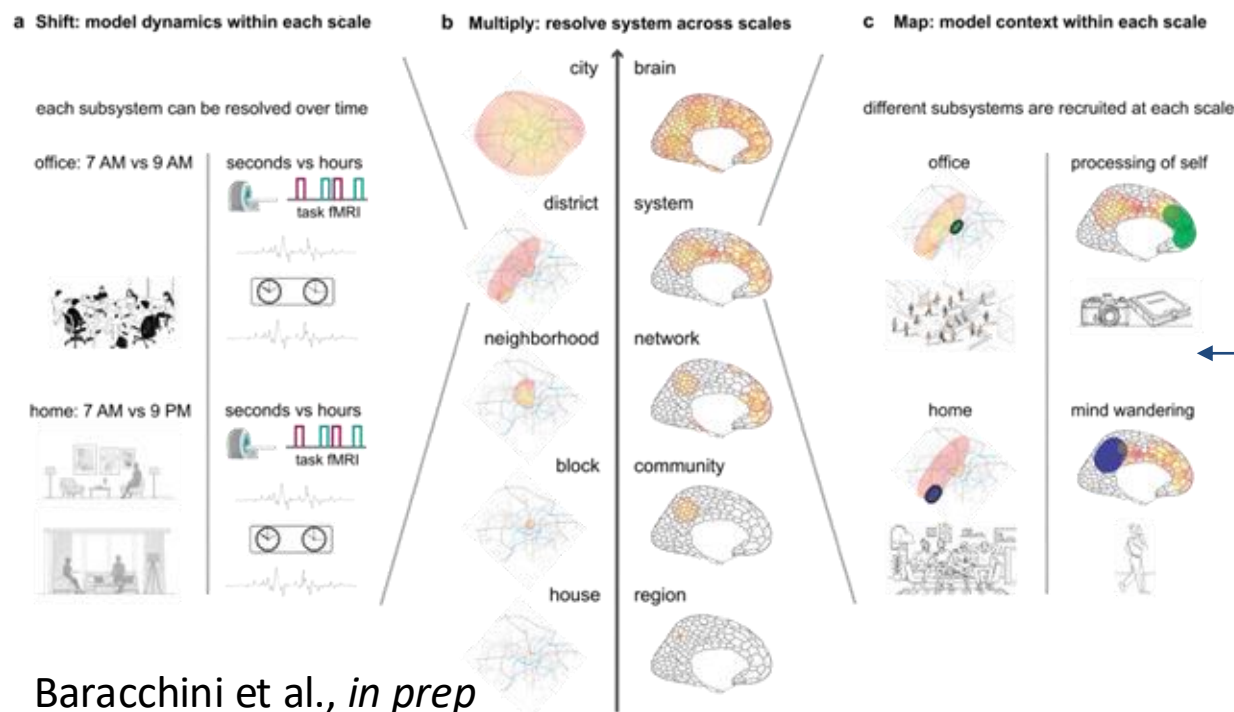 a Shift: model dynamics within each scale
each subsystem can be resolved over time
office: 7 AM vs 9 AM
seconds vs hours
task fMRI
home: 7 AM vs 9 PM
seconds vs hours
task fMRI
b Multiply: resolve system across scales
city
brain
district
system
neighborhood
network
block
community
house
region
c Map: model context within each scale
different subsystems are recruited at each scale
office
processing of self
home
mind wandering
Baracchini et al., in prep